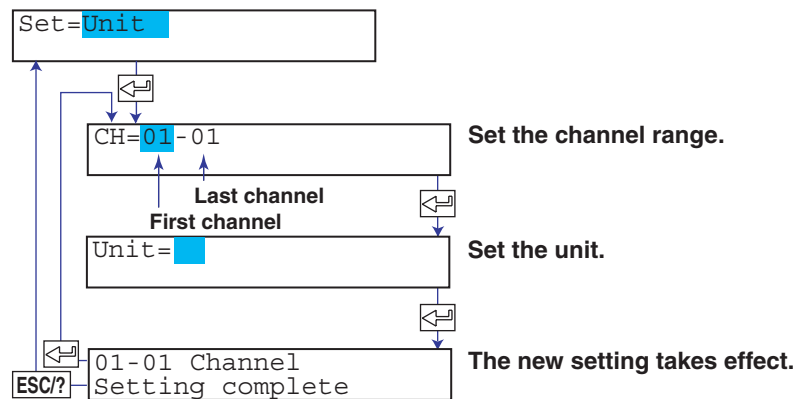 Set=Unit
CH=01-01
Set the channel range.
Last channel
First channel
Unit=
Set the unit.
01-01 Channel
Setting complete
The new setting takes effect.
ESC/?